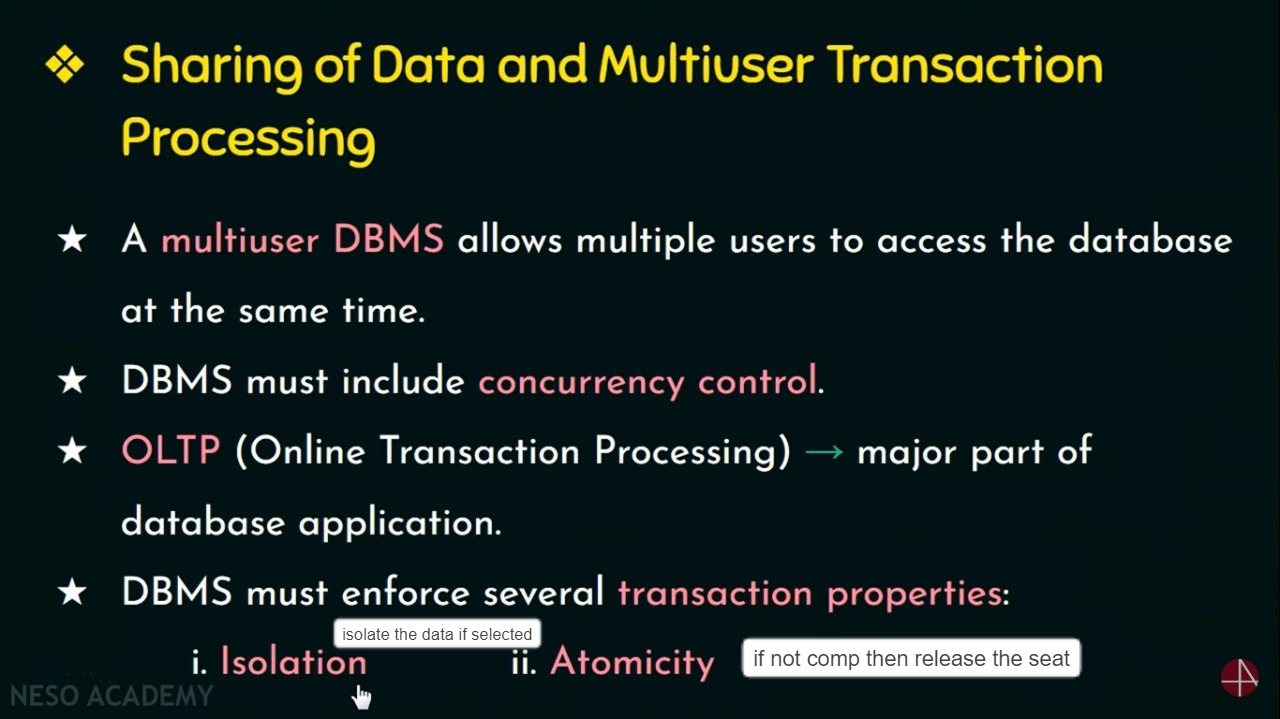 ❖ Sharing of Data and Multiuser Transaction
Processing
★ A multiuser DBMS allows multiple users to access the database
at the same time.
★ DBMS must include concurrency control.
★ OLTP (Online Transaction Processing) → major part of
database application.
★ DBMS must enforce several transaction properties:
isolate the data if selected
i. Isolation ii. Atomicity if not comp then release the seat
NESO ACADEMY